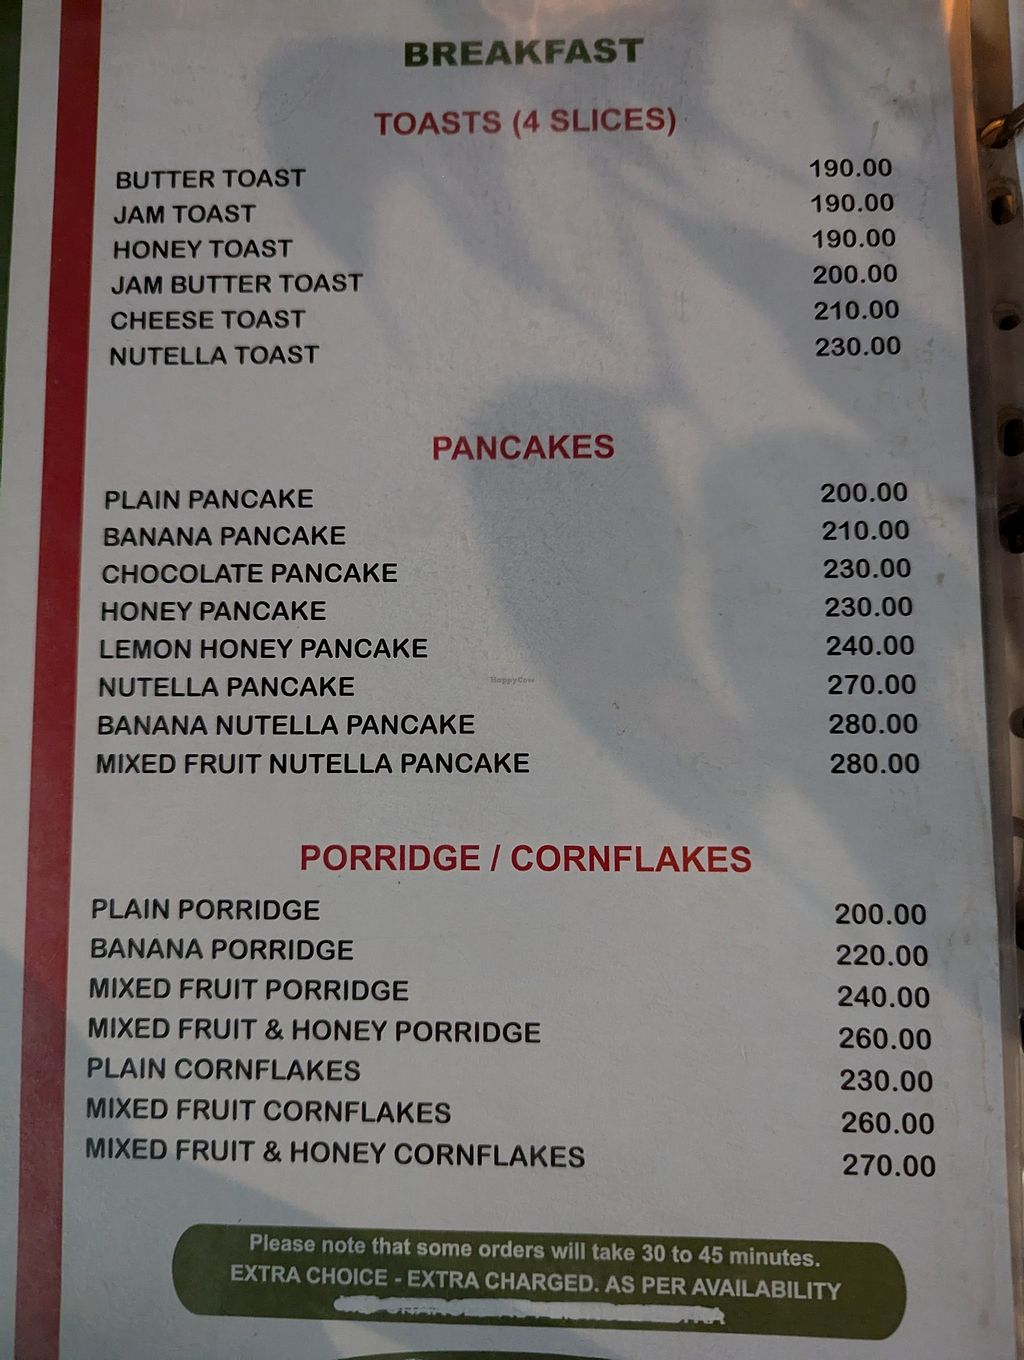 BREAKFAST
TOASTS (4 SLICES)
BUTTER TOAST 190.00
JAM TOAST 190.00
HONEY TOAST 190.00
JAM BUTTER TOAST 200.00
CHEESE TOAST 210.00
NUTELLA TOAST 230.00
PANCAKES
PLAIN PANCAKE 200.00
BANANA PANCAKE 210.00
CHOCOLATE PANCAKE 230.00
HONEY PANCAKE 230.00
LEMON HONEY PANCAKE 240.00
NUTELLA PANCAKE 270.00
BANANA NUTELLA PANCAKE 280.00
MIXED FRUIT NUTELLA PANCAKE 280.00
HappyCow
PORRIDGE / CORNFLAKES
PLAIN PORRIDGE 200.00
BANANA PORRIDGE 220.00
MIXED FRUIT PORRIDGE 240.00
MIXED FRUIT & HONEY PORRIDGE 260.00
PLAIN CORNFLAKES 230.00
MIXED FRUIT CORNFLAKES 260.00
MIXED FRUIT & HONEY CORNFLAKES 270.00
Please note that some orders will take 30 to 45 minutes.
EXTRA CHOICE - EXTRA CHARGED. AS PER AVAILABILITY